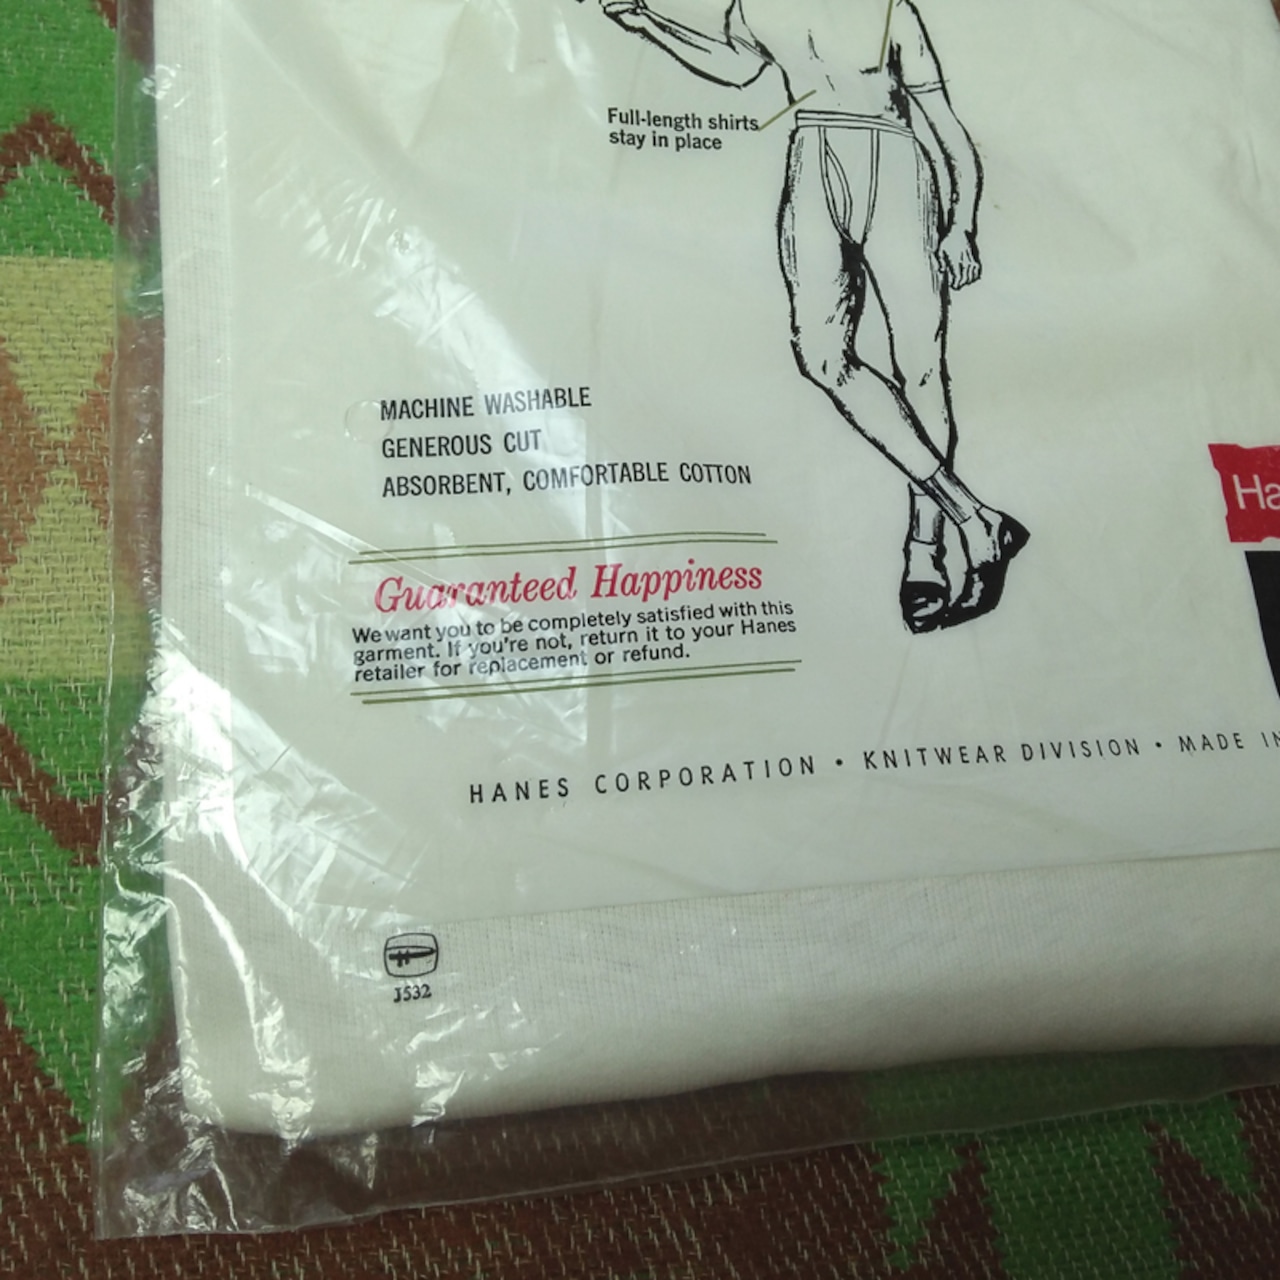 Full-length shirts
stay in place
MACHINE WASHABLE
GENEROUS CUT
ABSORBENT, COMFORTABLE COTTON
Ha
Guaranteed Happiness
We want you to be completely satisfied with this
garment. If you're not, return it to your Hanes
retailer for replacement or refund.
HANES CORPORATION • KNITWEAR DIVISION • MADE IN
H
J532